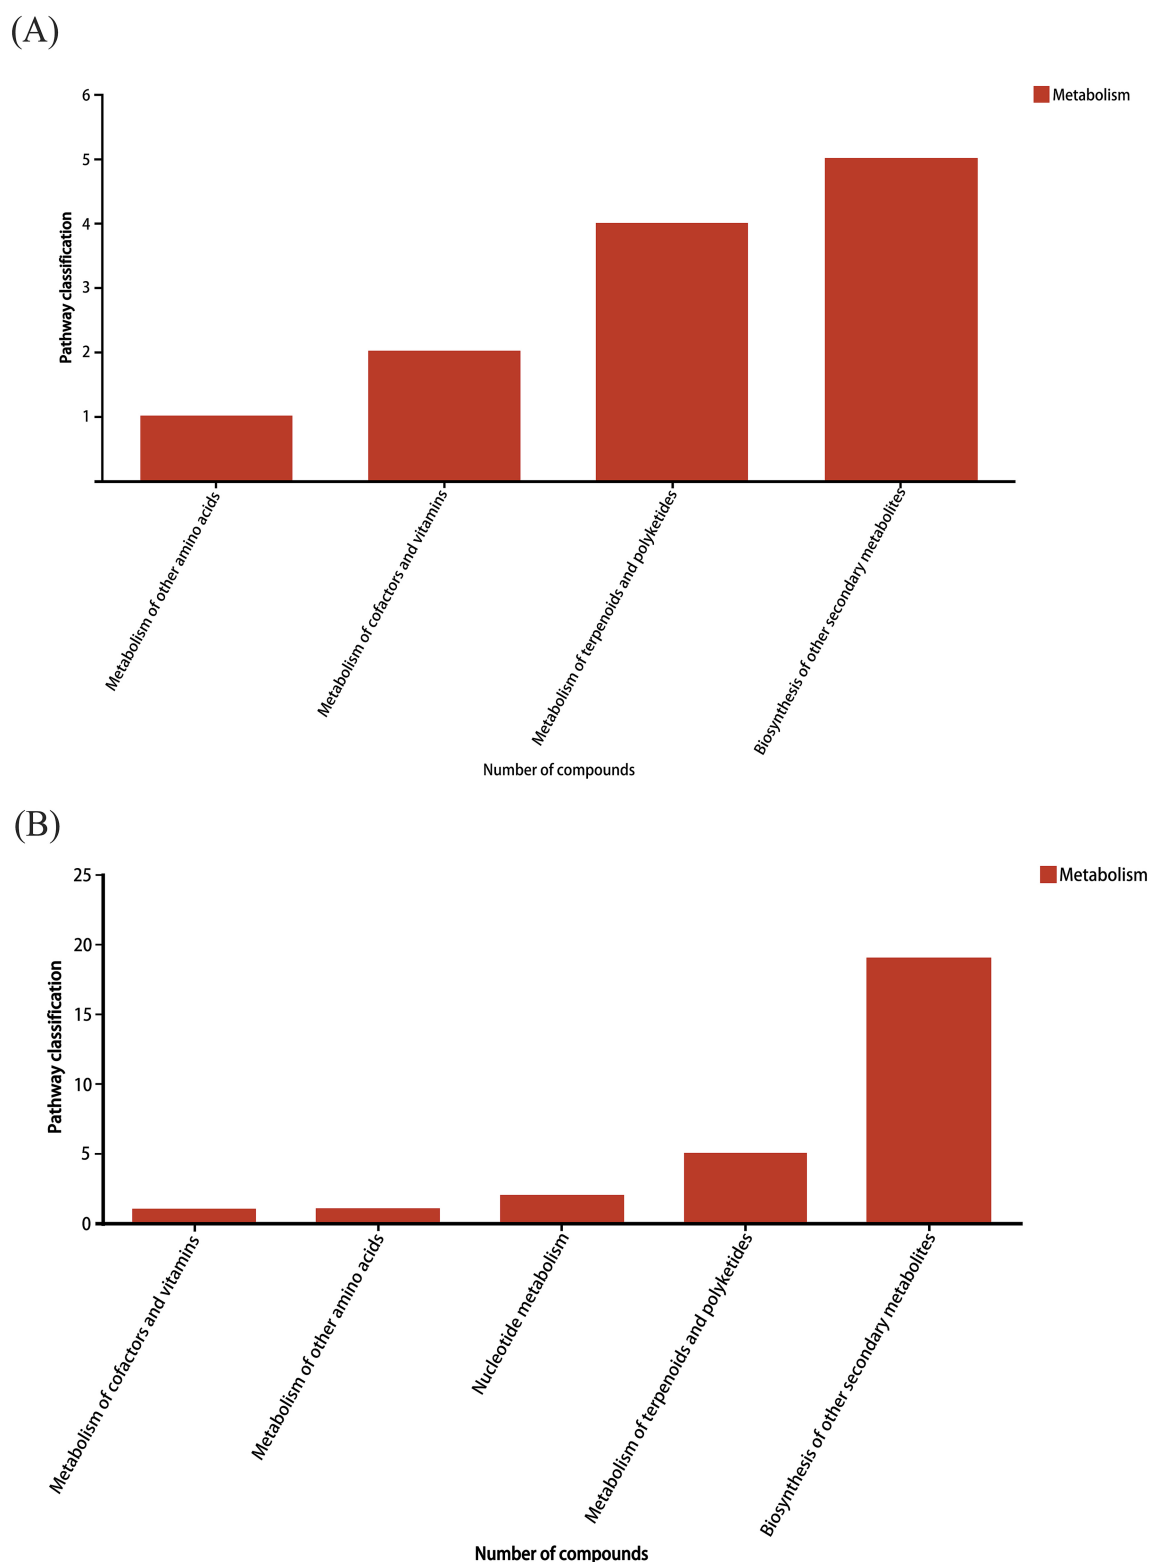 (A)
Metabolism
6
5
4
3
2
1
Pathway classification
Metabolism of other amino acids
Metabolism of cofactors and vitamins
Metabolism of terpenoids and polyketides
Biosynthesis of other secondary metabolites
Number of compounds
(B)
Metabolism
25
20
15
10
5
0
Pathway classification
Metabolism of cofactors and vitamins
Metabolism of other amino acids
Nucleotide metabolism
Metabolism of terpenoids and polyketides
Biosynthesis of other secondary metabolites
Number of compounds